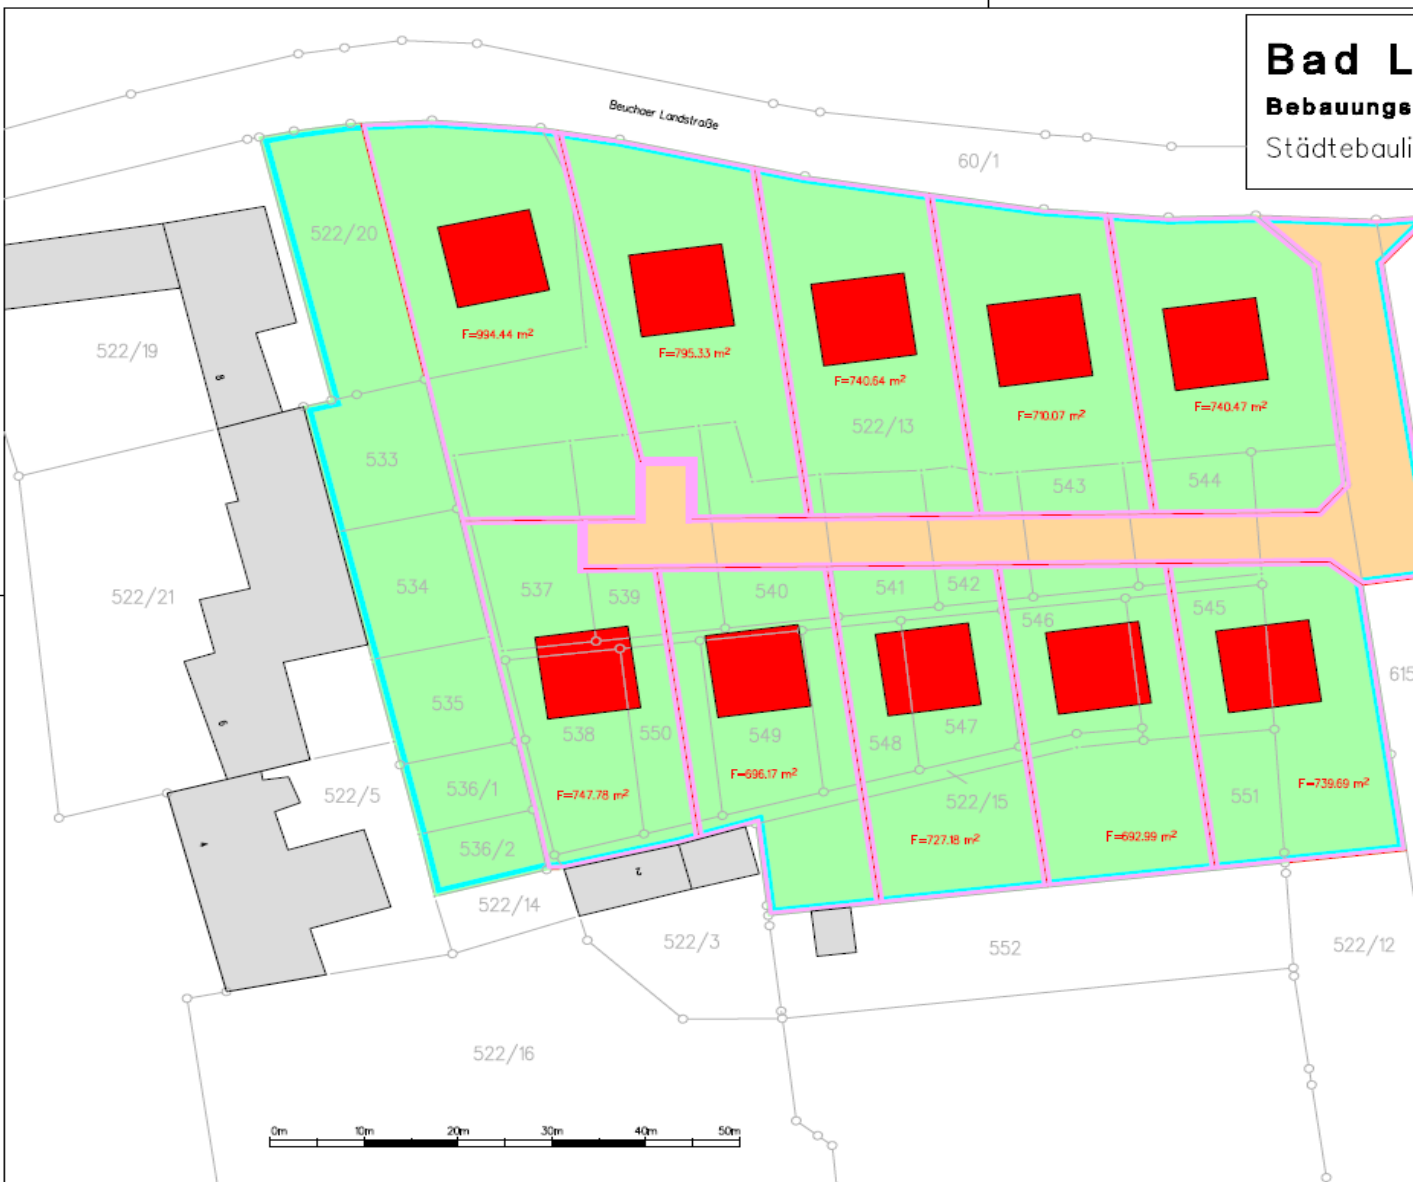 Bad L
Bebauungs
Städtebauli
Beuchaer Landstraße
60/1
522/20
F=994.44 m²
F=795.33 m²
F=740.64 m²
F=710.07 m²
F=740.47 m²
522/19
8
522/13
533
543
544
522/21
534
537
539
540
541
542
545
546
615
535
538
550
549
548
547
6
536/1
522/5
F=747.78 m²
F=696.17 m²
522/15
551
F=739.69 m²
4
536/2
F=727.18 m²
F=692.99 m²
2
522/14
522/3
552
522/12
522/16
0m 10m 20m 30m 40m 50m